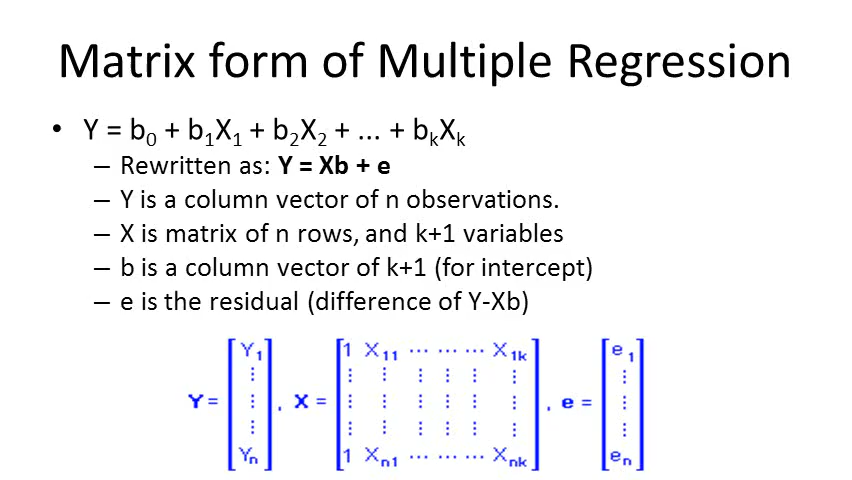 Matrix form of Multiple Regression
• Y = b₀ + b₁X₁ + b₂X₂ + ... + bₖXₖ
– Rewritten as: Y = Xb + e
– Y is a column vector of n observations.
– X is matrix of n rows, and k+1 variables
– b is a column vector of k+1 (for intercept)
– e is the residual (difference of Y-Xb)
Y₁ 1 X₁₁ ... ... ... X₁ₖ e₁
⋮ ⋮ ⋮ ⋮ ⋮ ⋮ ⋮ ⋮
Y = ⋮ , X = ⋮ ⋮ ⋮ ⋮ ⋮ ⋮ , e = ⋮
⋮ ⋮ ⋮ ⋮ ⋮ ⋮ ⋮ ⋮
Yₙ 1 Xₙ₁ ... ... ... Xₙₖ eₙ